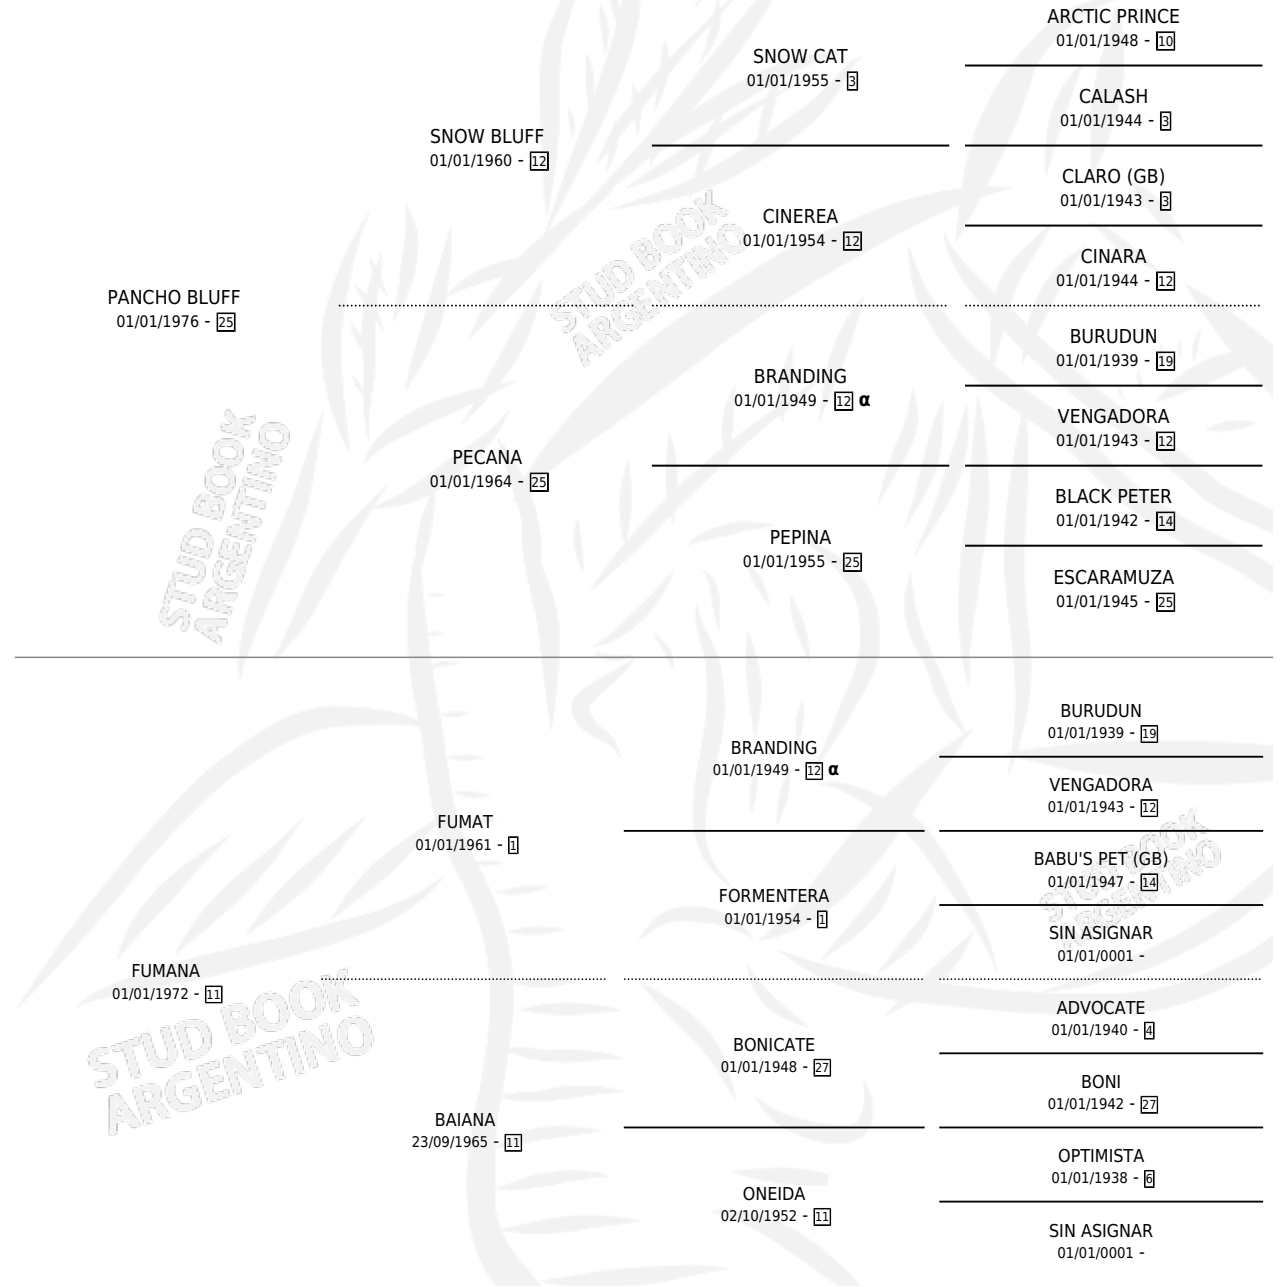 ARCTIC PRINCE
01/01/1948 - 10
SNOW CAT
01/01/1955 - 3
CALASH
01/01/1944 - 3
SNOW BLUFF
01/01/1960 - 12
CLARO (GB)
01/01/1943 - 3
CINEREA
01/01/1954 - 12
CINARA
01/01/1944 - 12
PANCHO BLUFF
01/01/1976 - 25
BURUDUN
01/01/1939 - 19
BRANDING
01/01/1949 - 12 α
VENGADORA
01/01/1943 - 12
PECANA
01/01/1964 - 25
BLACK PETER
01/01/1942 - 14
PEPINA
01/01/1955 - 25
ESCARAMUZA
01/01/1945 - 25
BURUDUN
01/01/1939 - 19
BRANDING
01/01/1949 - 12 α
VENGADORA
01/01/1943 - 12
FUMAT
01/01/1961 - 1
BABU'S PET (GB)
01/01/1947 - 14
FORMENTERA
01/01/1954 - 1
SIN ASIGNAR
01/01/0001 -
FUMANA
01/01/1972 - 11
ADVOCATE
01/01/1940 - 4
BONICATE
01/01/1948 - 27
BONI
01/01/1942 - 27
BAIANA
23/09/1965 - 11
OPTIMISTA
01/01/1938 - 6
ONEIDA
02/10/1952 - 11
SIN ASIGNAR
01/01/0001 -
STUD BOOK
ARGENTINO
STUD BOOK
ARGENTINO
STUD BOOK
ARGENTINO
STUD BOOK
ARGENTINO